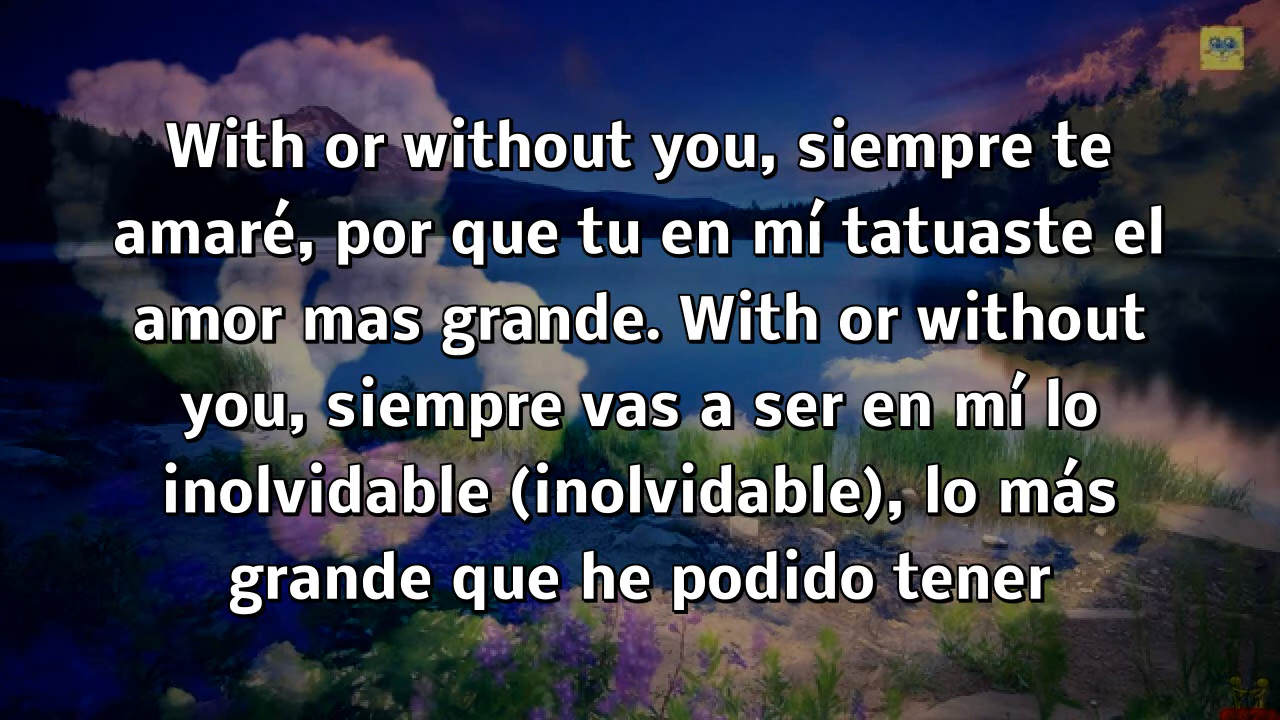 With or without you, siempre te
amaré, por que tu en mí tatuaste el
amor mas grande. With or without
you, siempre vas a ser en mí lo
inolvidable (inolvidable), lo más
grande que he podido tener